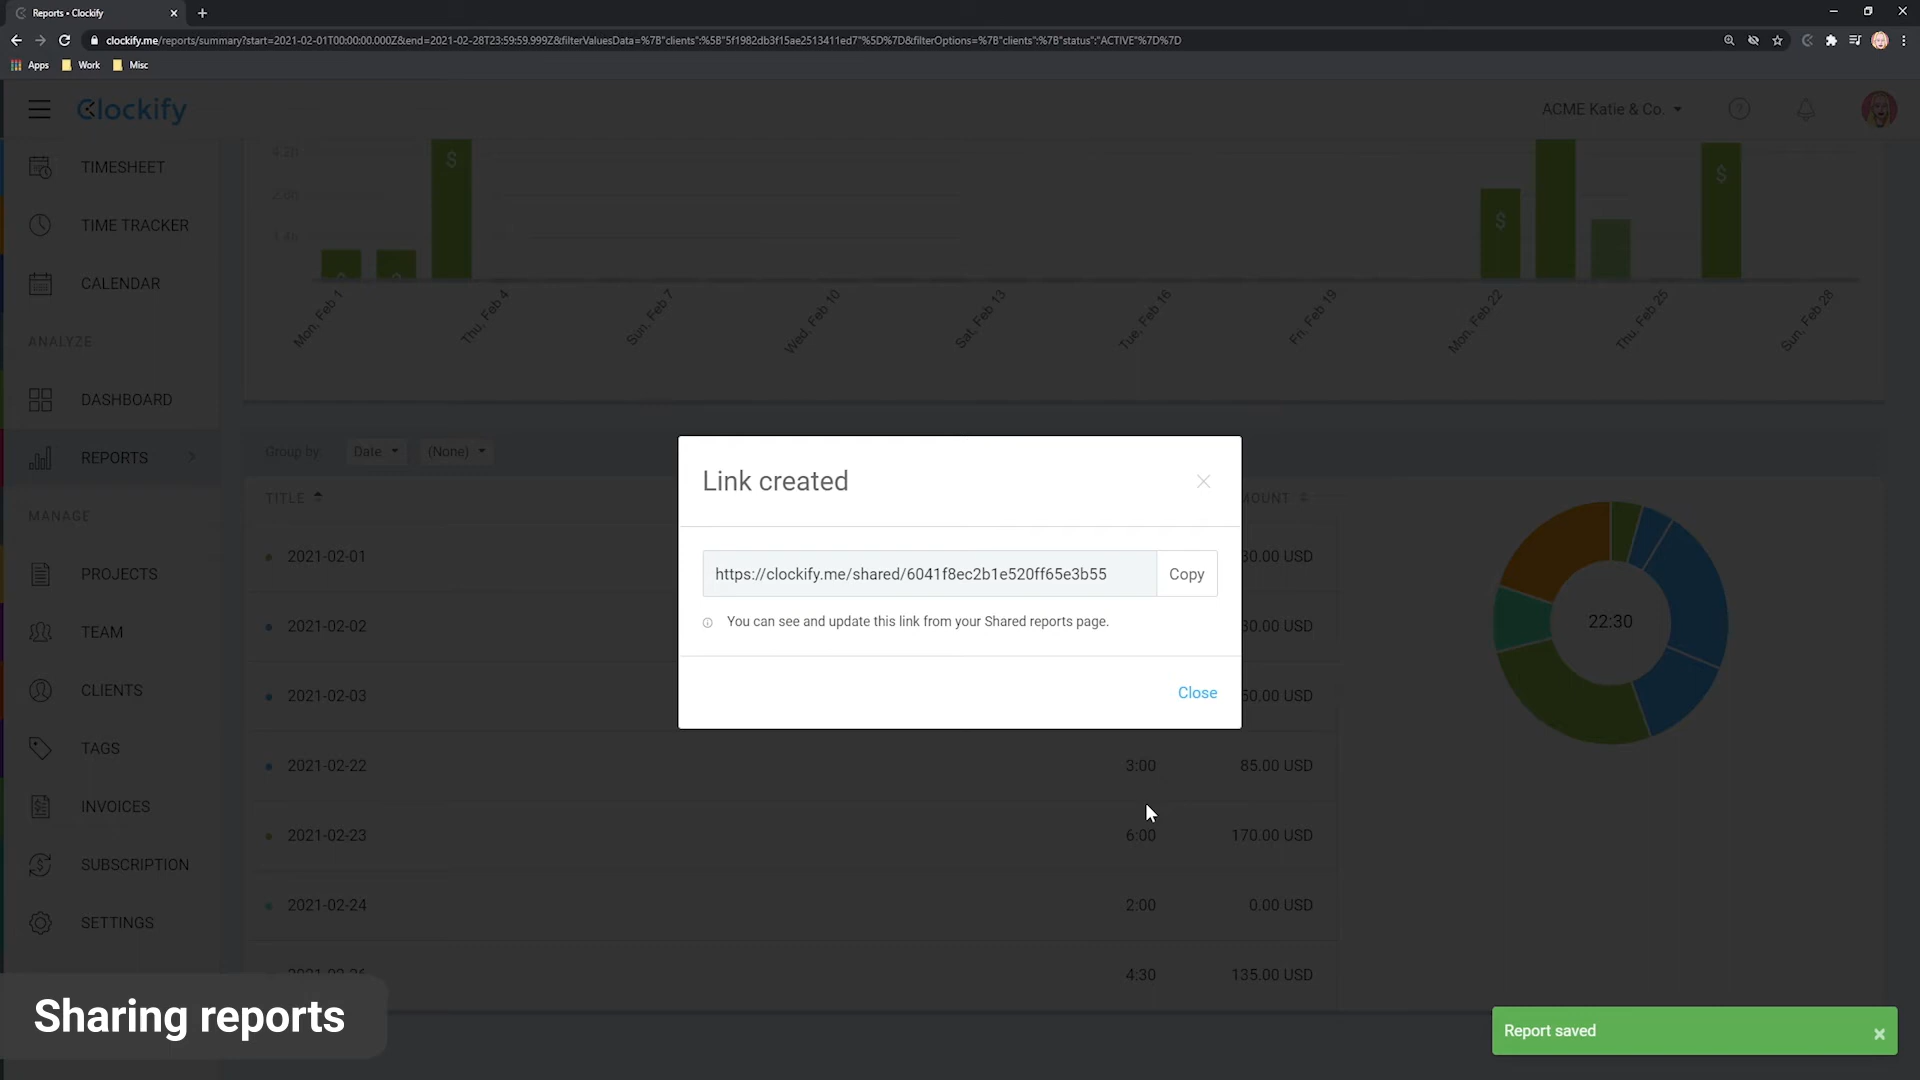 Reports • Clockify
clockify.me/reports/summary?start=2021-02-01T00:00:00.000Z&end=2021-02-28T23:59:59.999Z&filterValuesData=%7B"clients":%5B"5f1982db3f15ae2513411ed7"%5D%7D&filterOptions=%7B"clients":%7B"status":"ACTIVE"%7D%7D
Apps Work Misc
Clockify
ACME Katie & Co.
4.2h
2.8h
1.4h
$
$
$
Mon, Feb 1
Thu, Feb 4
Sun, Feb 7
Wed, Feb 10
Sat, Feb 13
Tue, Feb 16
Fri, Feb 19
Mon, Feb 22
Thu, Feb 25
Sun, Feb 28
TIMESHEET
TIME TRACKER
CALENDAR
ANALYZE
DASHBOARD
REPORTS
MANAGE
PROJECTS
TEAM
CLIENTS
TAGS
INVOICES
SUBSCRIPTION
SETTINGS
Group by: Date (None)
TITLE
2021-02-01
2021-02-02
2021-02-03
2021-02-22 3:00 85.00 USD
2021-02-23 6:00 170.00 USD
2021-02-24 2:00 0.00 USD
4:30 135.00 USD
22:30
Link created
https://clockify.me/shared/6041f8ec2b1e520ff65e3b55
Copy
You can see and update this link from your Shared reports page.
Close
Sharing reports
Report saved